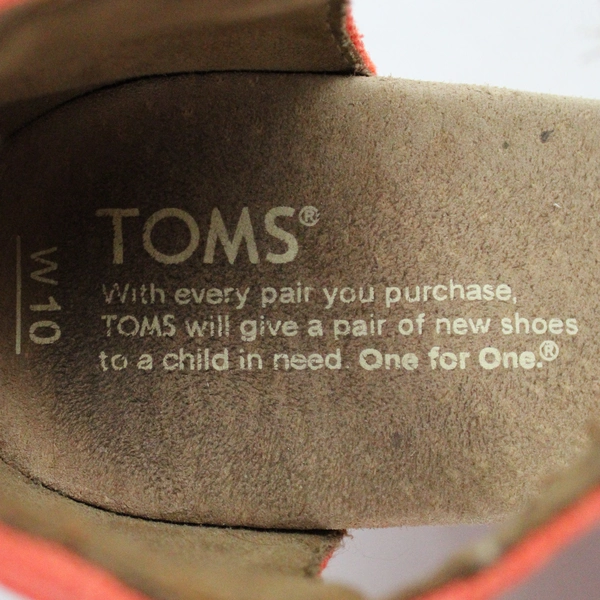 TOMS®
With every pair you purchase,
TOMS will give a pair of new shoes
to a child in need. One for One.®
W 10